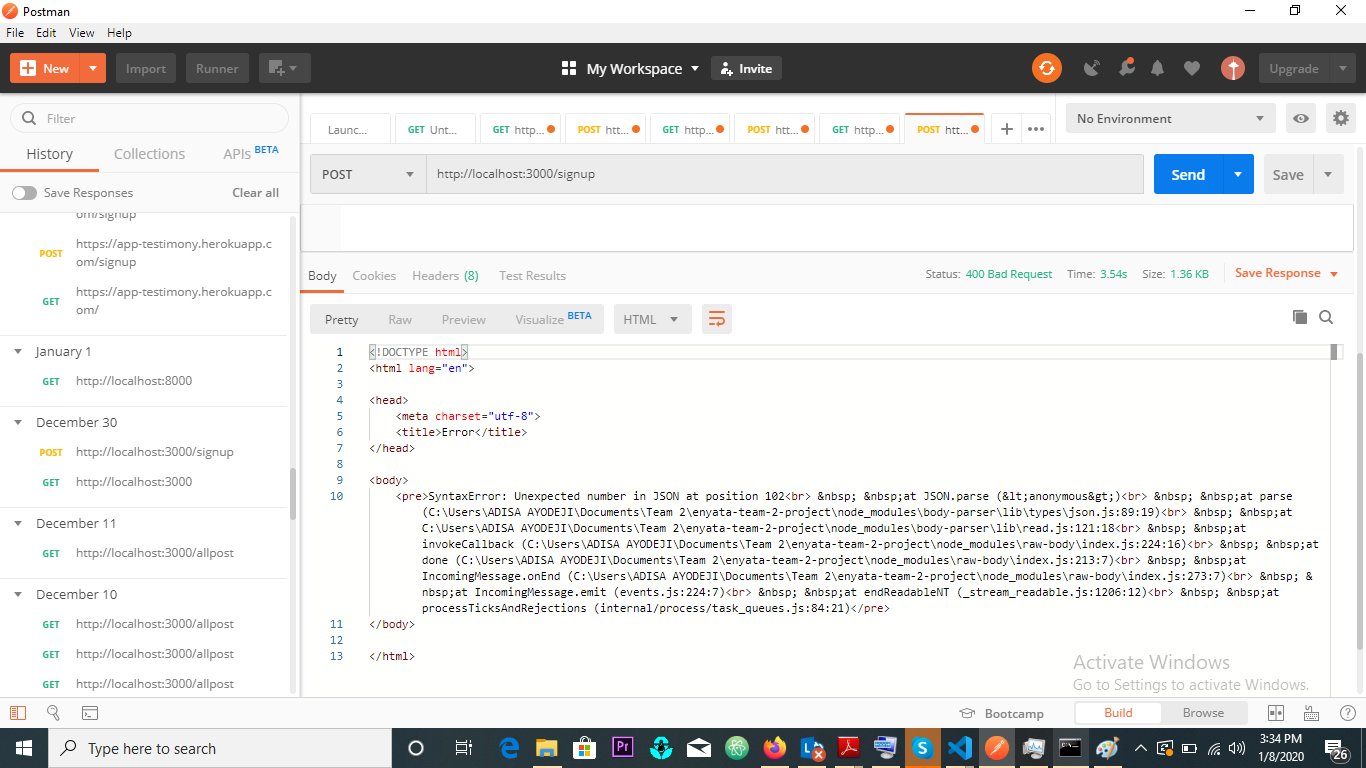 Postman
File Edit View Help
New Import Runner My Workspace Invite Upgrade
Filter
History Collections APIs BETA
Save Responses Clear all
om/signup
POST https://app-testimony.herokuapp.c
om/signup
GET https://app-testimony.herokuapp.c
om/
January 1
GET http://localhost:8000
December 30
POST http://localhost:3000/signup
GET http://localhost:3000
December 11
GET http://localhost:3000/allpost
December 10
GET http://localhost:3000/allpost
GET http://localhost:3000/allpost
GET http://localhost:3000/allpost
Launc... GET Unt... GET http... POST htt... GET http... POST htt... GET http... POST htt...
No Environment
POST http://localhost:3000/signup Send Save
Body Cookies Headers (8) Test Results Status: 400 Bad Request Time: 3.54s Size: 1.36 KB Save Response
Pretty Raw Preview Visualize BETA HTML
1 <!DOCTYPE html>
2 <html lang="en">
3
4 <head>
5 <meta charset="utf-8">
6 <title>Error</title>
7 </head>
8
9 <body>
10 <pre>SyntaxError: Unexpected number in JSON at position 102<br> &nbsp; &nbsp;at JSON.parse (&lt;anonymous&gt;)<br> &nbsp; &nbsp;at parse
(C:\Users\ADISA AYODEJI\Documents\Team 2\enyata-team-2-project\node_modules\body-parser\lib\types\json.js:89:19)<br> &nbsp; &nbsp;at
C:\Users\ADISA AYODEJI\Documents\Team 2\enyata-team-2-project\node_modules\body-parser\lib\read.js:121:18<br> &nbsp; &nbsp;at
invokeCallback (C:\Users\ADISA AYODEJI\Documents\Team 2\enyata-team-2-project\node_modules\raw-body\index.js:224:16)<br> &nbsp; &nbsp;at
done (C:\Users\ADISA AYODEJI\Documents\Team 2\enyata-team-2-project\node_modules\raw-body\index.js:213:7)<br> &nbsp; &nbsp;at
IncomingMessage.onEnd (C:\Users\ADISA AYODEJI\Documents\Team 2\enyata-team-2-project\node_modules\raw-body\index.js:273:7)<br> &nbsp; &
nbsp;at IncomingMessage.emit (events.js:224:7)<br> &nbsp; &nbsp;at endReadableNT (_stream_readable.js:1206:12)<br> &nbsp; &nbsp;at
processTicksAndRejections (internal/process/task_queues.js:84:21)</pre>
11 </body>
12
13 </html>
Activate Windows
Go to Settings to activate Windows.
Bootcamp Build Browse
Type here to search
3:34 PM
1/8/2020
26